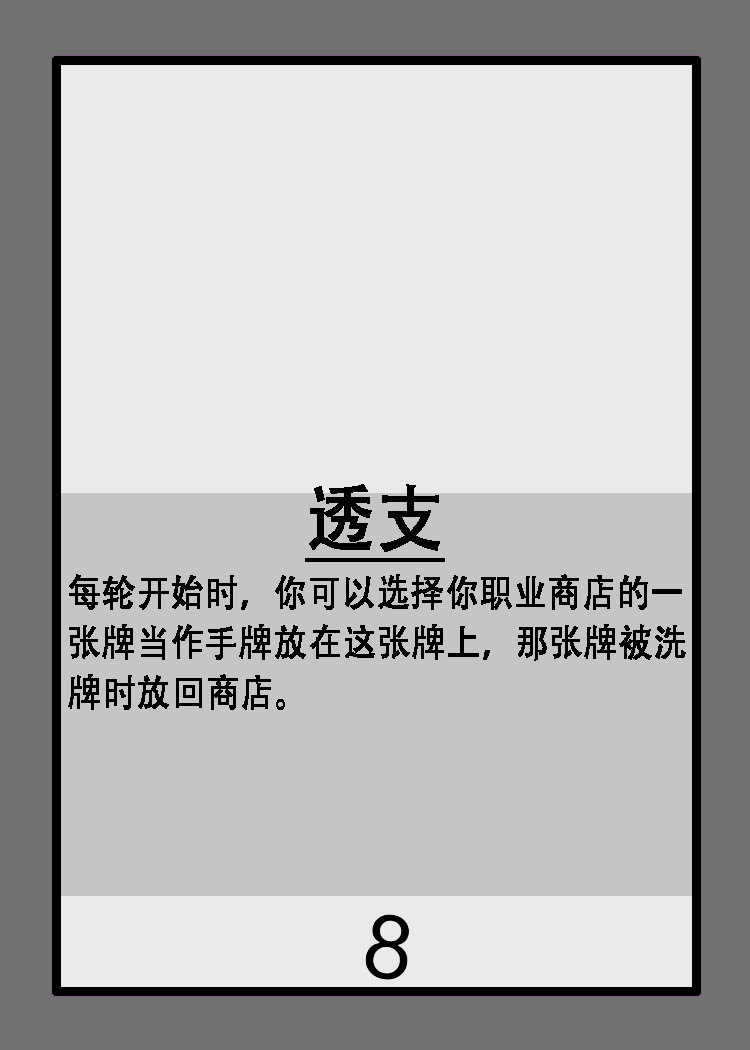 透支
每轮开始时，你可以选择你职业商店的一
张牌当作手牌放在这张牌上，那张牌被洗
牌时放回商店。
8